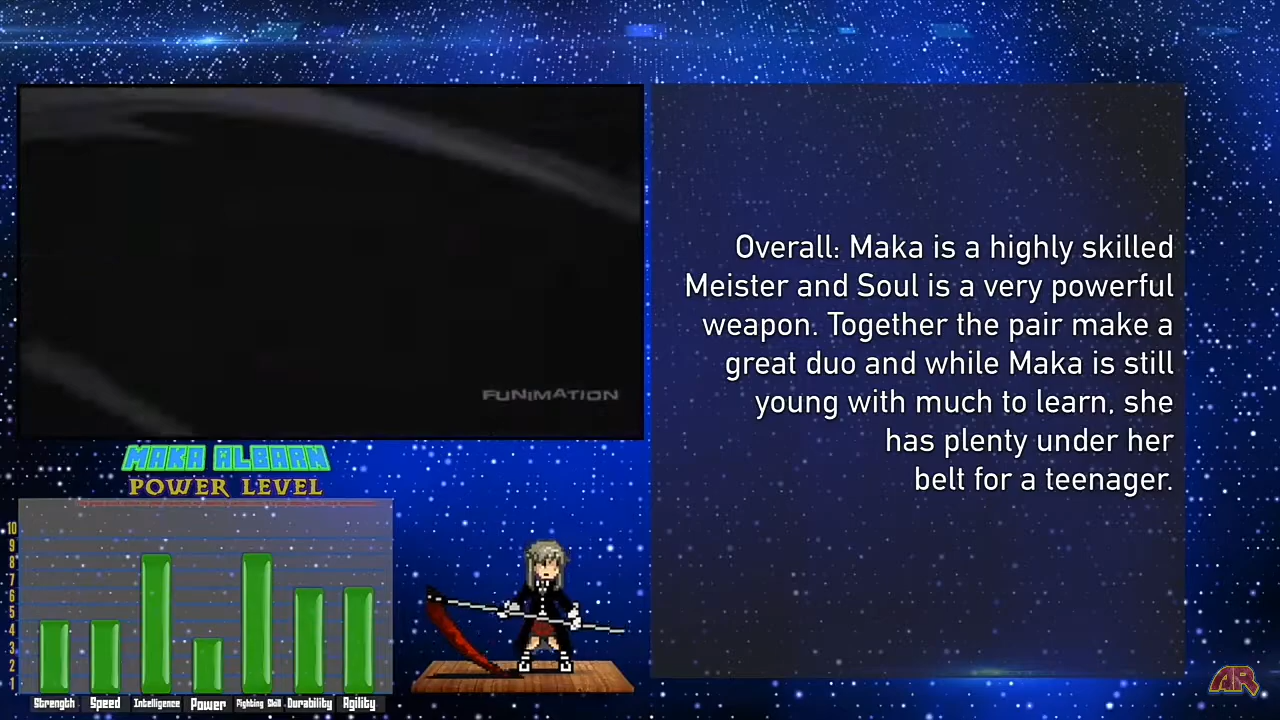 Overall: Maka is a highly skilled
Meister and Soul is a very powerful
weapon. Together the pair make a
great duo and while Maka is still
young with much to learn, she
has plenty under her
belt for a teenager.
FUNIMATION
MAKA ALBARN
POWER LEVEL
10
9
8
7
6
5
4
3
2
1
Strength Speed Intelligence Power Fighting Skill Durability Agility
AR